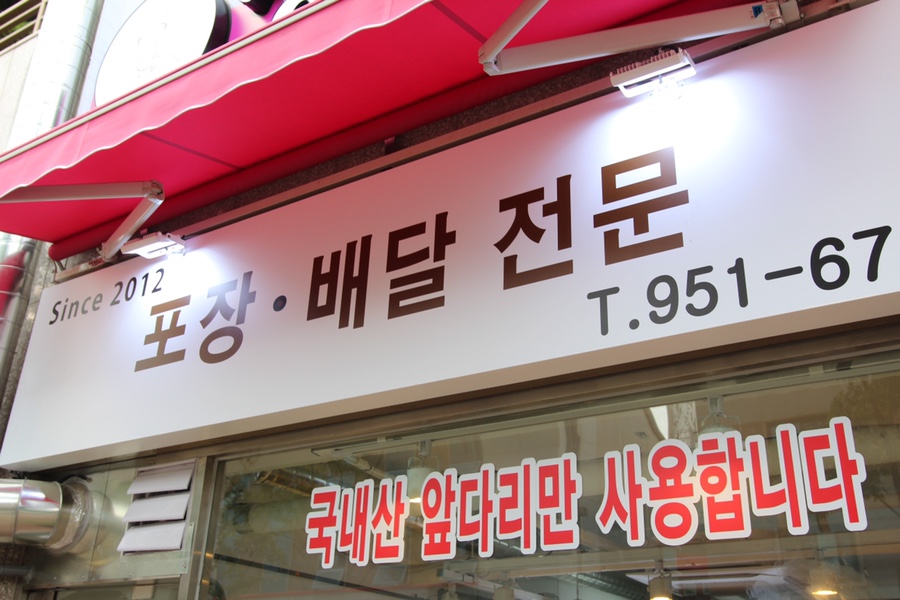 Since 2012
포장·배달 전문
T.951-67
국내산 앞다리만 사용합니다